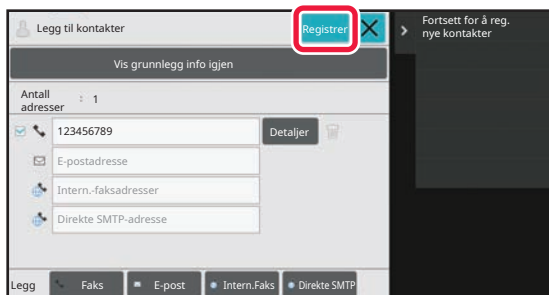 Legg til kontakter
Registrer
Fortsett for å reg.
nye kontakter
Vis grunnlegg info igjen
Antall
adresser : 1
123456789
Detaljer
E-postadresse
Intern.-faksadresser
Direkte SMTP-adresse
Legg
Faks
E-post
Intern.Faks
Direkte SMTP